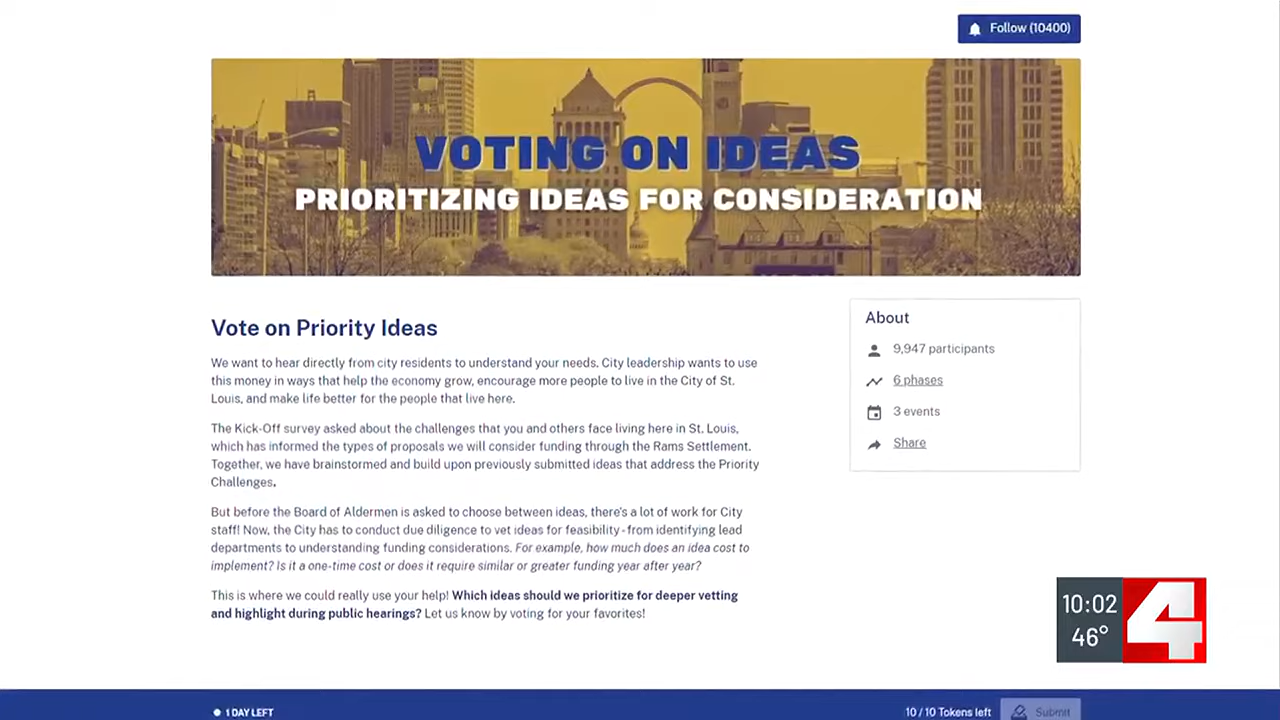 Follow (10400)
VOTING ON IDEAS
PRIORITIZING IDEAS FOR CONSIDERATION
Vote on Priority Ideas
We want to hear directly from city residents to understand your needs. City leadership wants to use
this money in ways that help the economy grow, encourage more people to live in the City of St.
Louis, and make life better for the people that live here.
The Kick-Off survey asked about the challenges that you and others face living here in St. Louis,
which has informed the types of proposals we will consider funding through the Rams Settlement.
Together, we have brainstormed and build upon previously submitted ideas that address the Priority
Challenges.
But before the Board of Aldermen is asked to choose between ideas, there's a lot of work for City
staff! Now, the City has to conduct due diligence to vet ideas for feasibility - from identifying lead
departments to understanding funding considerations. For example, how much does an idea cost to
implement? Is it a one-time cost or does it require similar or greater funding year after year?
This is where we could really use your help! Which ideas should we prioritize for deeper vetting
and highlight during public hearings? Let us know by voting for your favorites!
About
9,947 participants
6 phases
3 events
Share
10:02
46°
4
1 DAY LEFT
10 / 10 Tokens left
Submit